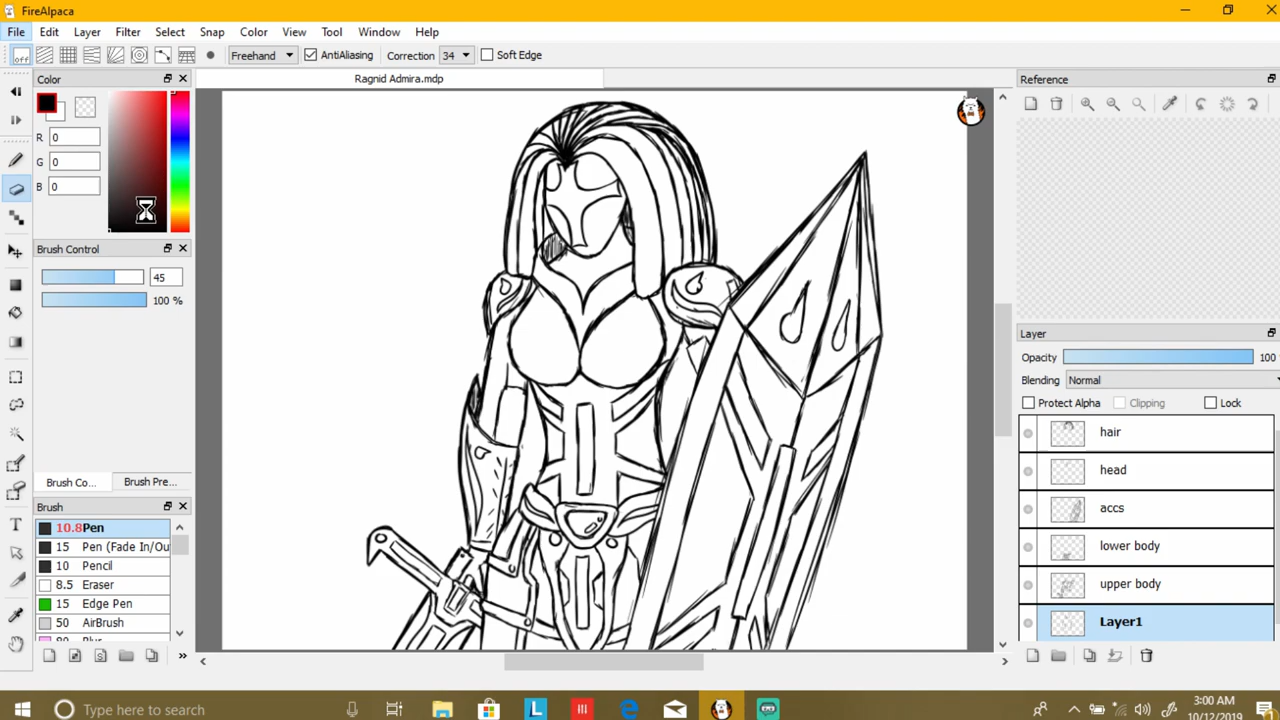 FireAlpaca
File Edit Layer Filter Select Snap Color View Tool Window Help
off Freehand AntiAliasing Correction 34 Soft Edge
Color
Ragnid Admira.mdp
Reference
R 0
G 0
B 0
Brush Control
45
100 %
Brush Co... Brush Pre...
Brush
10.8 Pen
15 Pen (Fade In/Ou
10 Pencil
8.5 Eraser
15 Edge Pen
50 AirBrush
80 Blur
Layer
Opacity 100
Blending Normal
Protect Alpha Clipping Lock
hair
head
accs
lower body
upper body
Layer1
Type here to search
3:00 AM
10/12/2019